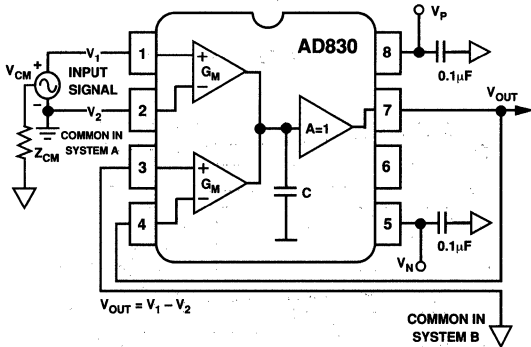 V_P
AD830
V_CM
+
−
V_1
INPUT
SIGNAL
V_2
COMMON IN
SYSTEM A
Z_CM
1
2
3
4
+
−
G_M
+
−
G_M
A=1
C
8
7
6
5
0.1µF
V_OUT
0.1µF
V_N
V_OUT = V_1 – V_2
COMMON IN
SYSTEM B